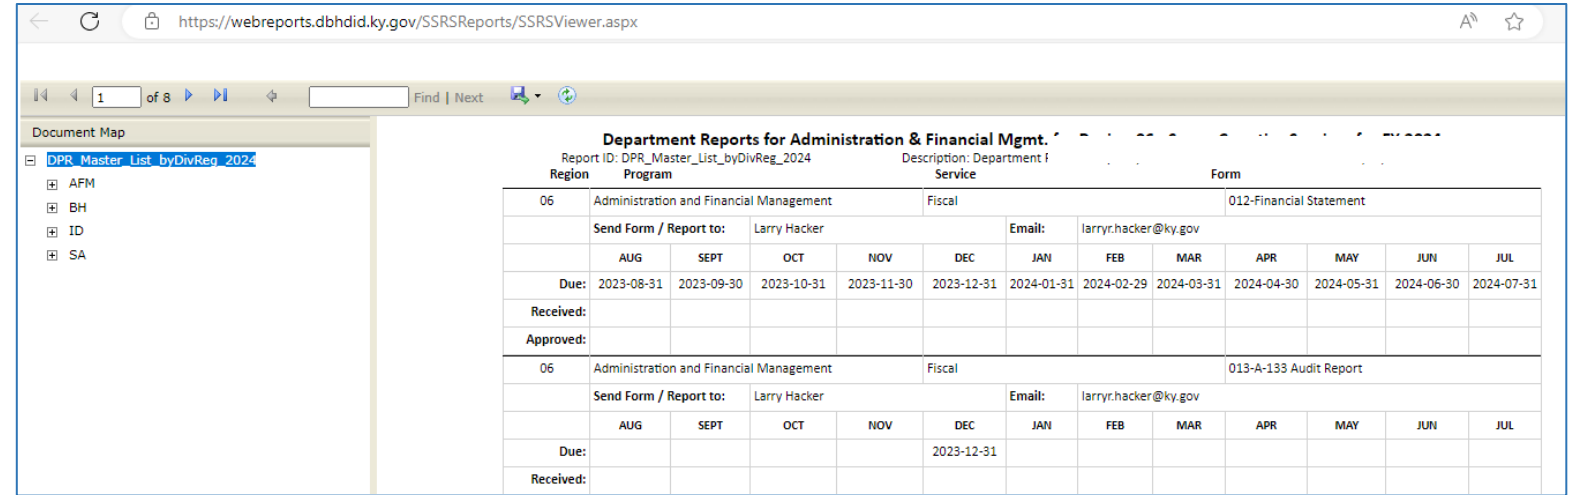 https://webreports.dbhdid.ky.gov/SSRSReports/SSRSViewer.aspx
1 of 8 Find | Next
Document Map
DPR_Master_List_byDivReg_2024
AFM
BH
ID
SA
Department Reports for Administration & Financial Mgmt.
Report ID: DPR_Master_List_byDivReg_2024 Description: Department
Region Program Service Form
06 Administration and Financial Management Fiscal 012-Financial Statement
Send Form / Report to: Larry Hacker Email: larryr.hacker@ky.gov
AUG SEPT OCT NOV DEC JAN FEB MAR APR MAY JUN JUL
Due: 2023-08-31 2023-09-30 2023-10-31 2023-11-30 2023-12-31 2024-01-31 2024-02-29 2024-03-31 2024-04-30 2024-05-31 2024-06-30 2024-07-31
Received:
Approved:
06 Administration and Financial Management Fiscal 013-A-133 Audit Report
Send Form / Report to: Larry Hacker Email: larryr.hacker@ky.gov
AUG SEPT OCT NOV DEC JAN FEB MAR APR MAY JUN JUL
Due: 2023-12-31
Received: